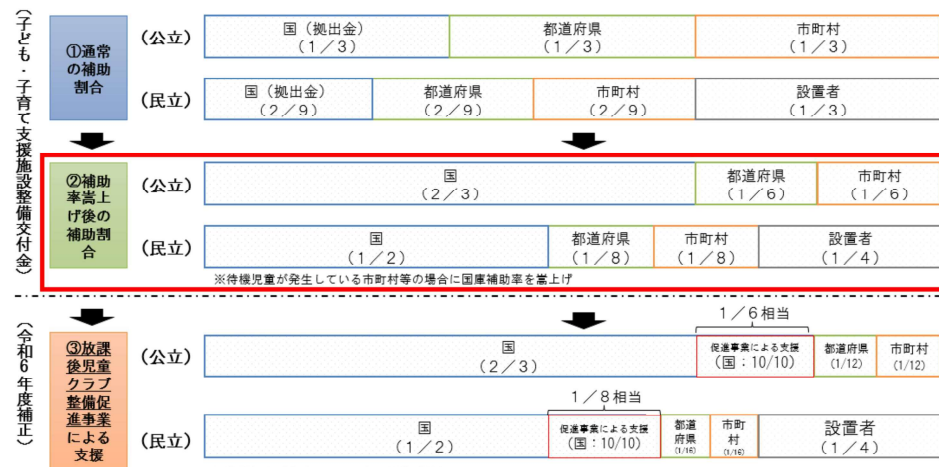 （子ども・子育て支援施設整備交付金）
①通常
の補助
割合
（公立）
国（拠出金）
（1／3）
都道府県
（1／3）
市町村
（1／3）
（民立）
国（拠出金）
（2／9）
都道府県
（2／9）
市町村
（2／9）
設置者
（1／3）
②補助
率嵩上
げ後の
補助割
合
（公立）
国
（2／3）
都道府県
（1／6）
市町村
（1／6）
（民立）
国
（1／2）
都道府県
（1／8）
市町村
（1／8）
設置者
（1／4）
※待機児童が発生している市町村等の場合に国庫補助率を嵩上げ
（令和6年度補正）
③放課
後児童
クラブ
整備促
進事業
による
支援
1／6相当
（公立）
国
（2／3）
促進事業による支援
（国：10/10）
都道府県
（1/12）
市町村
（1/12）
1／8相当
（民立）
国
（1／2）
促進事業による支援
（国：10/10）
都道
府県
（1/16）
市町
村
（1/16）
設置者
（1／4）